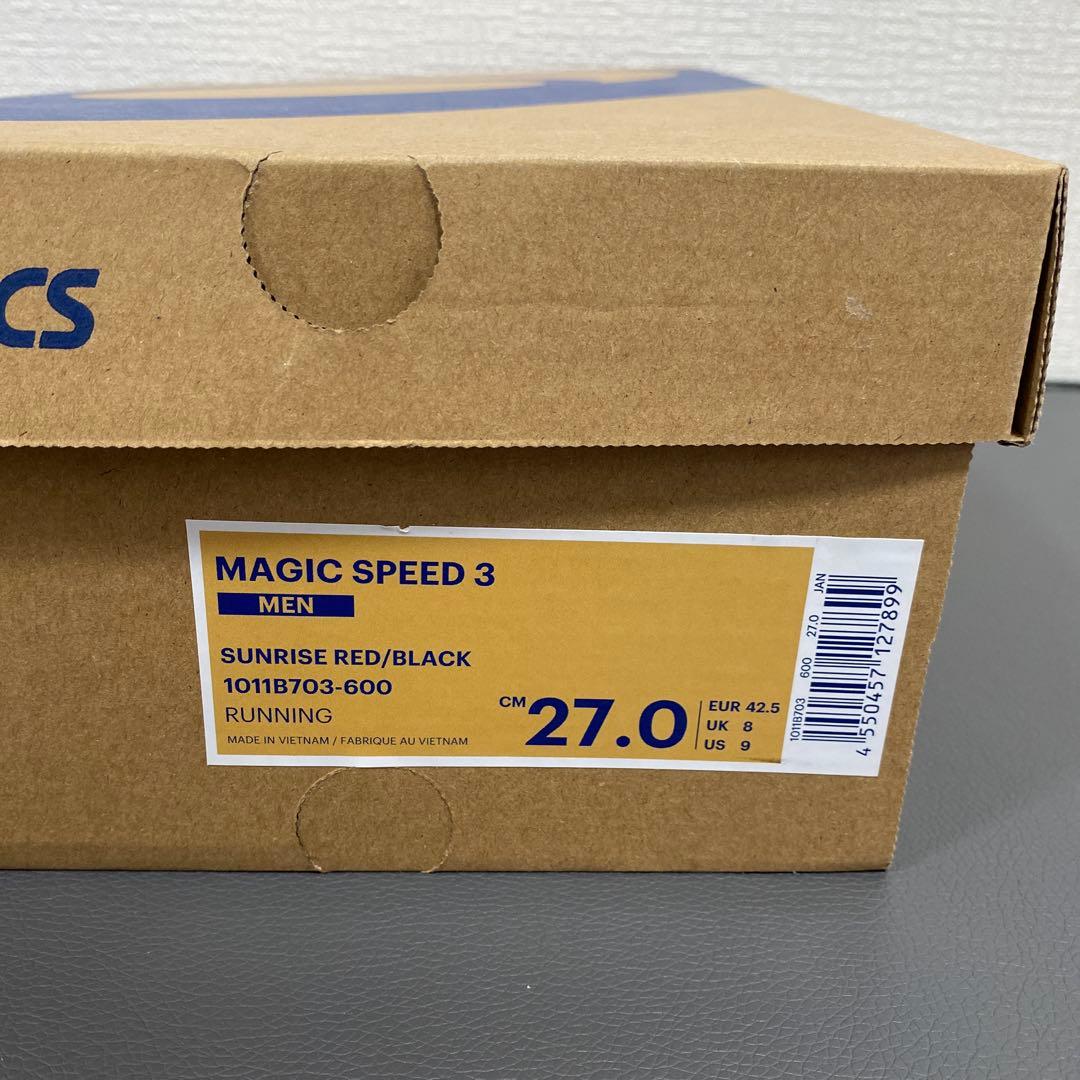 CS
MAGIC SPEED 3
MEN
SUNRISE RED/BLACK
1011B703-600
RUNNING
MADE IN VIETNAM / FABRIQUE AU VIETNAM
CM 27.0
EUR 42.5
UK 8
US 9
1011B703 600 27.0 JAN
4 550457 127899